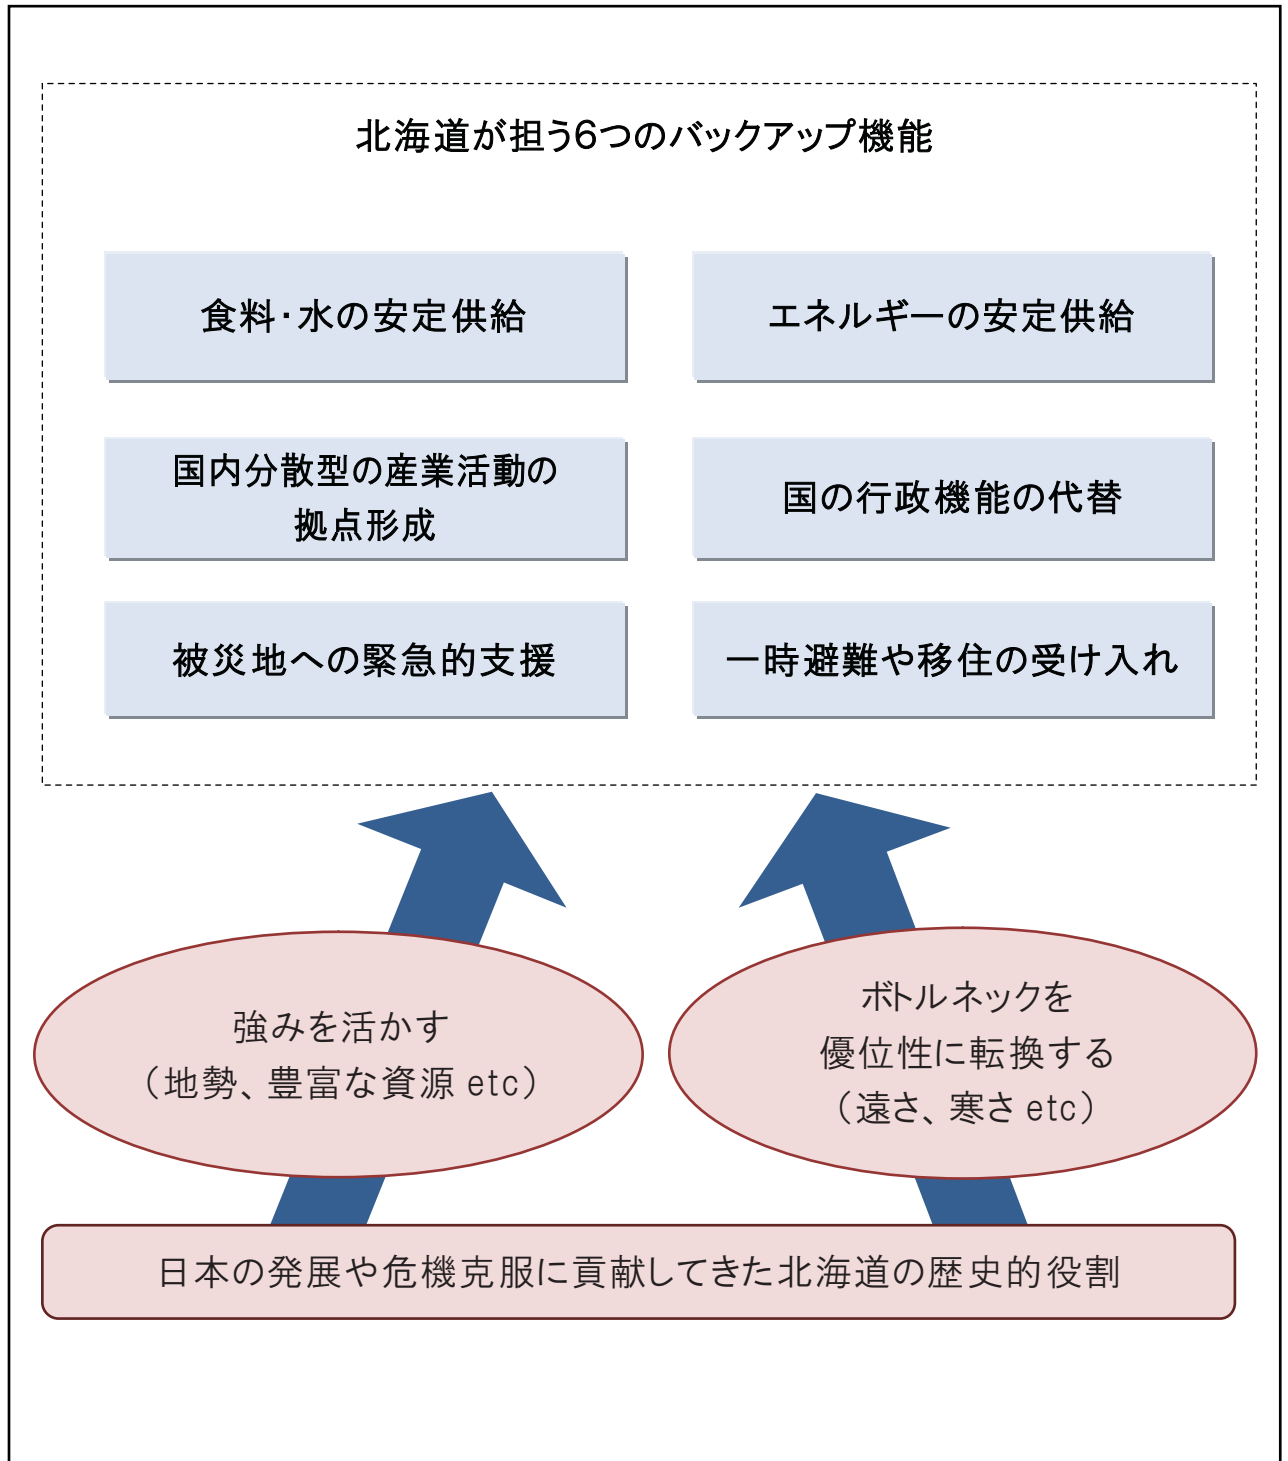 北海道が担う6つのバックアップ機能
食料・水の安定供給
エネルギーの安定供給
国内分散型の産業活動の
拠点形成
国の行政機能の代替
被災地への緊急的支援
一時避難や移住の受け入れ
強みを活かす
（地勢、豊富な資源 etc）
ボトルネックを
優位性に転換する
（遠さ、寒さ etc）
日本の発展や危機克服に貢献してきた北海道の歴史的役割